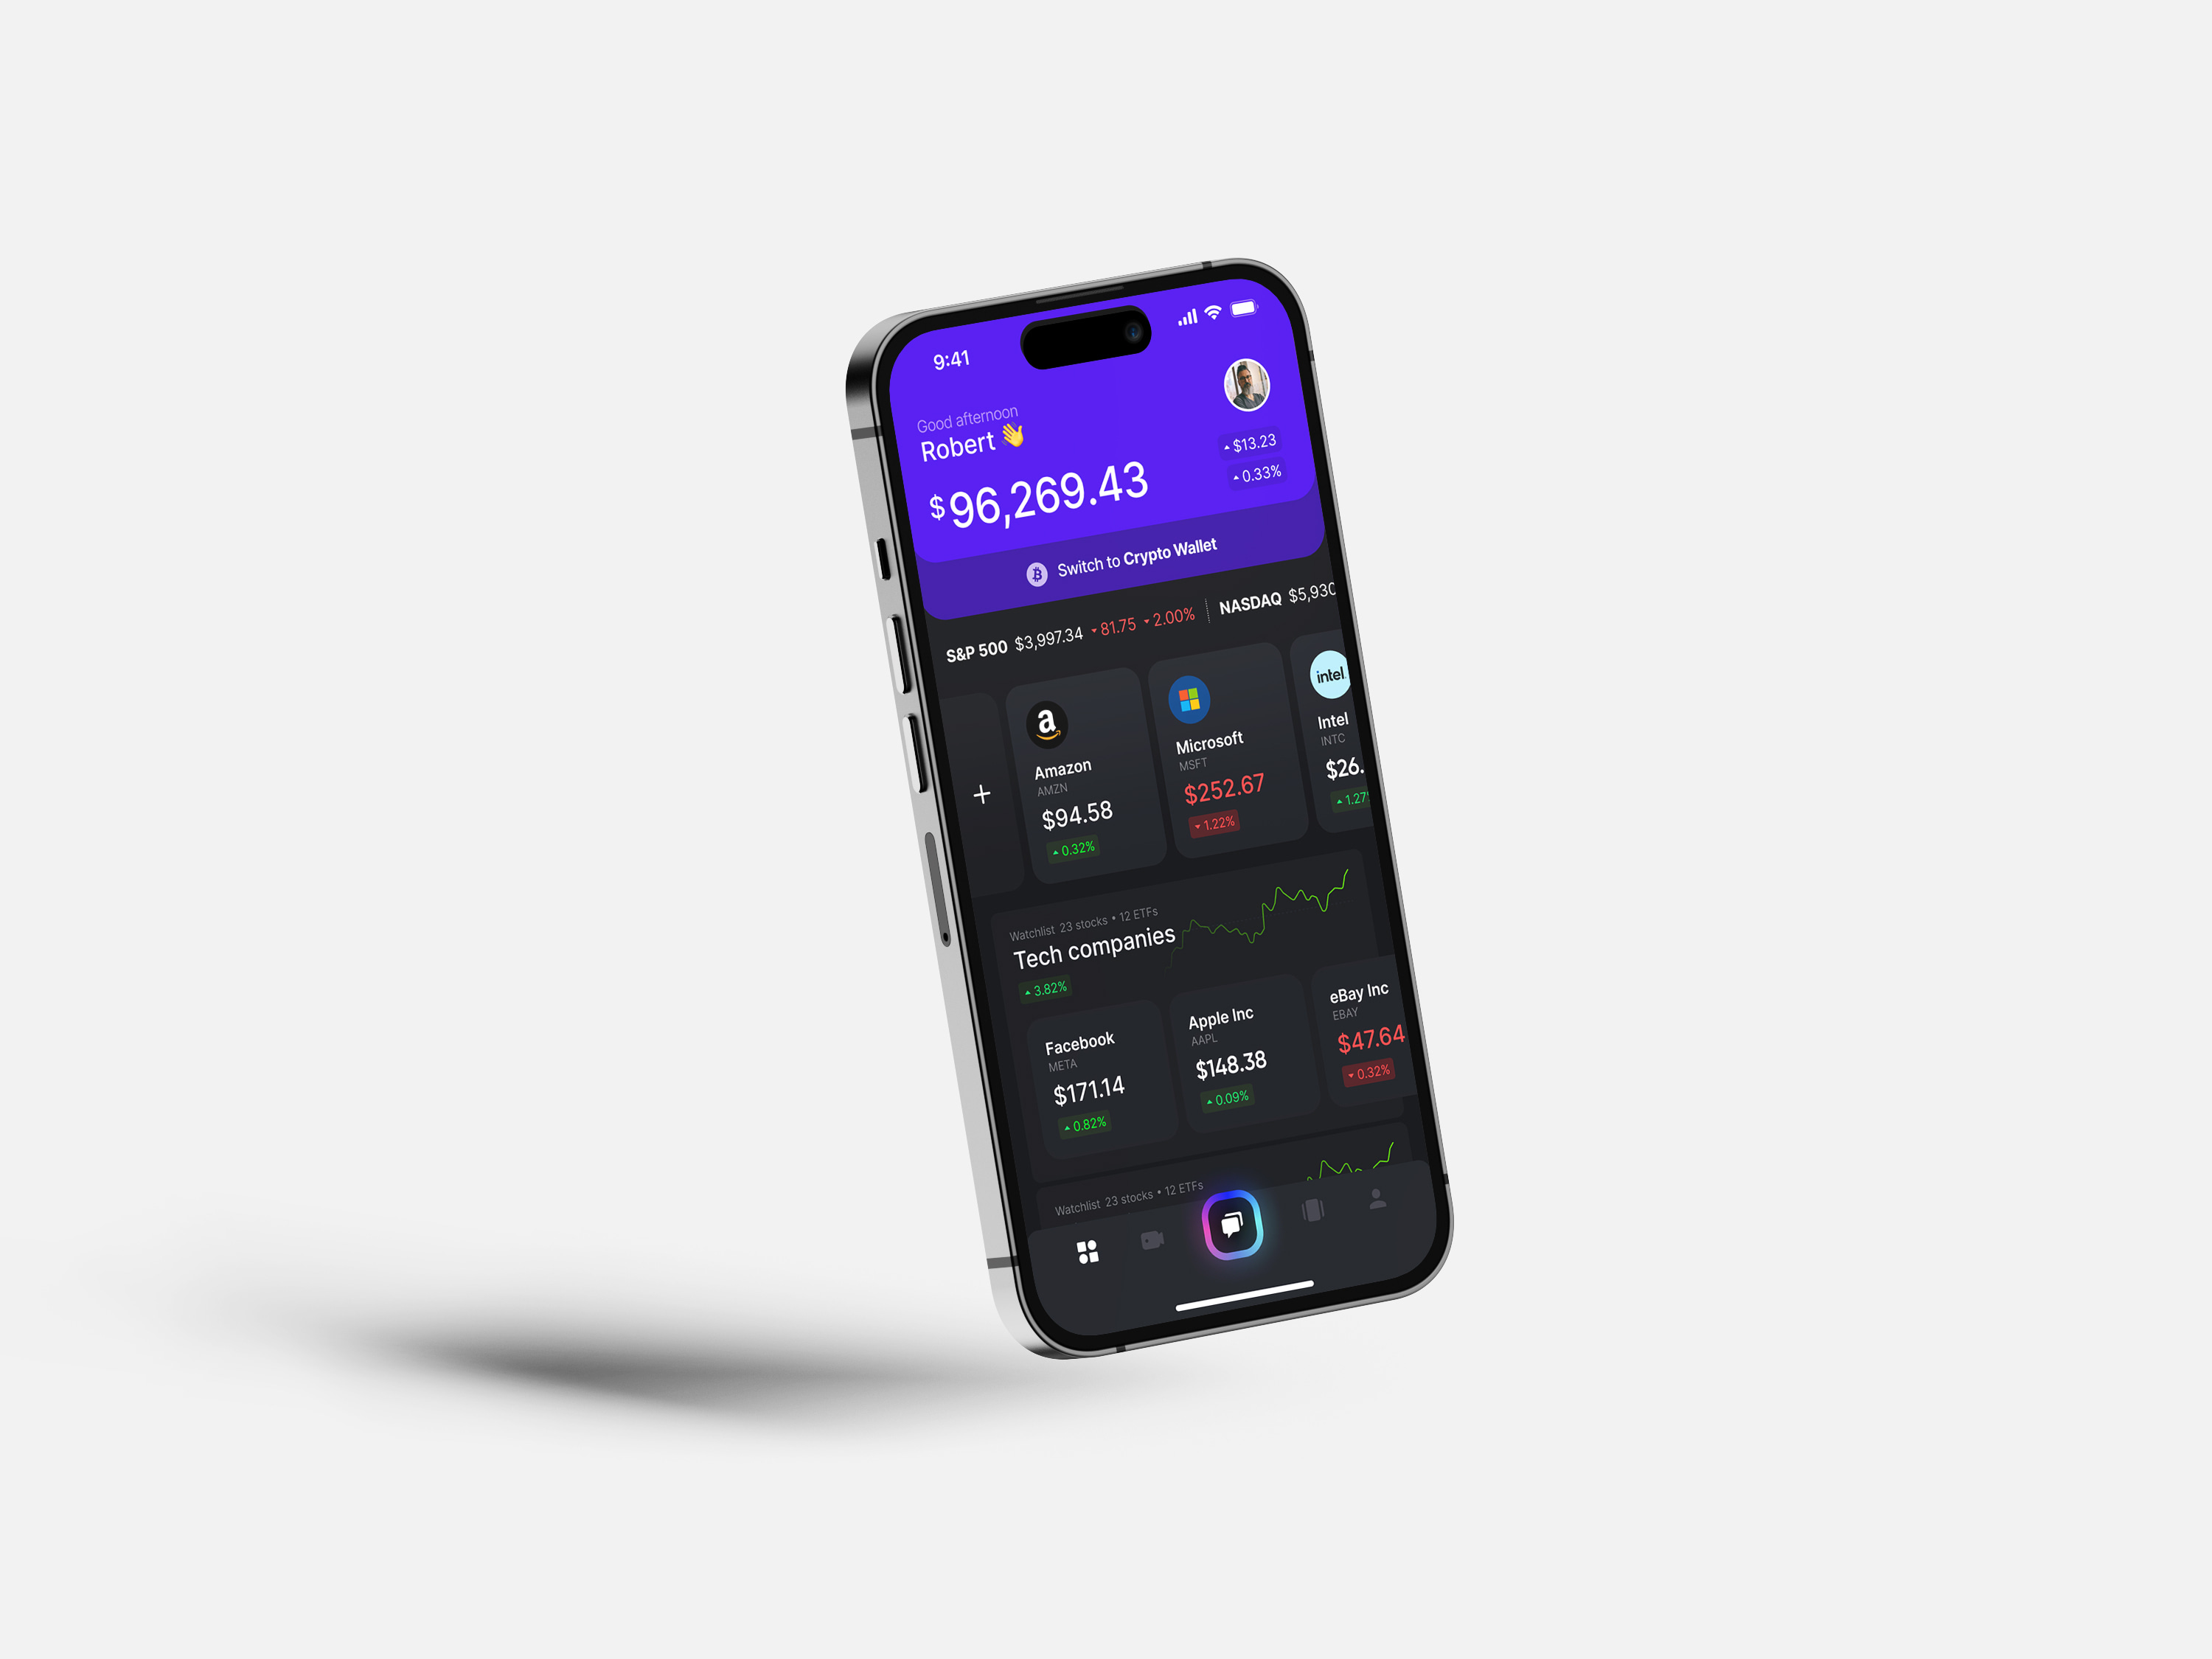 9:41
Good afternoon
Robert 👋
$96,269.43
$13.23
0.33%
Switch to Crypto Wallet
S&P 500 $3,997.34 81.75 2.00% NASDAQ $5,930
Amazon
AMZN
$94.58
0.32%
Microsoft
MSFT
$252.67
1.22%
intel
Intel
INTC
$26.
1.27%
Watchlist 23 stocks • 12 ETFs
Tech companies
3.82%
Facebook
META
$171.14
0.82%
Apple Inc
AAPL
$148.38
0.09%
eBay Inc
EBAY
$47.64
0.32%
Watchlist 23 stocks • 12 ETFs